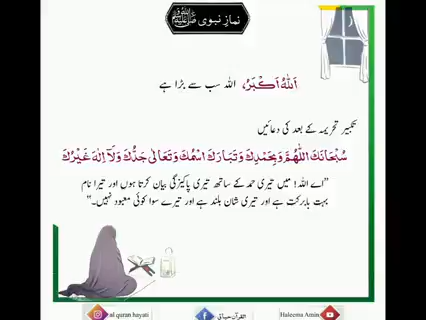 نمازِ نبوی ﷺ
اَللّٰهُ اَكْبَرُ، اللہ سب سے بڑا ہے
تکبیر تحریمہ کے بعد کی دعائیں
سُبْحَانَكَ اللّٰهُمَّ وَبِحَمْدِكَ وَتَبَارَكَ اسْمُكَ وَتَعَالٰى جَدُّكَ وَلَآ اِلٰهَ غَيْرُكَ
"اے اللہ! میں تیری حمد کے ساتھ تیری پاکیزگی بیان کرتا ہوں اور تیرا نام
بہت بابرکت ہے اور تیری شان بلند ہے اور تیرے سوا کوئی معبود نہیں۔"
al.quran hayati
القرآن حیاتی
Haleema Amin